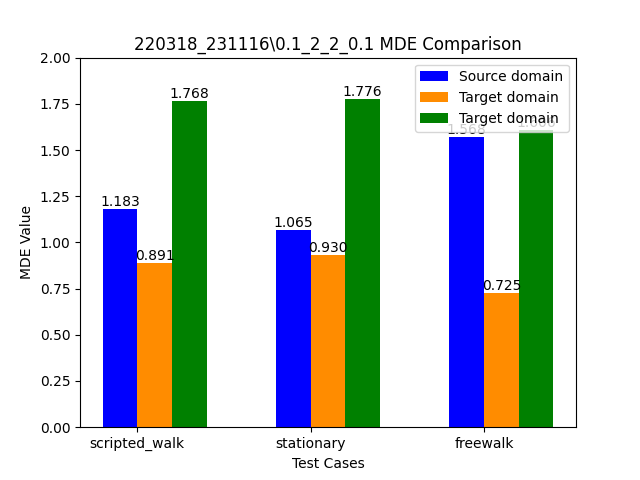 220318_231116\0.1_2_2_0.1 MDE Comparison
Source domain
Target domain
Target domain
MDE Value
2.00
1.75
1.50
1.25
1.00
0.75
0.50
0.25
0.00
1.183
0.891
1.768
1.065
0.930
1.776
1.568
0.725
scripted_walk
stationary
freewalk
Test Cases